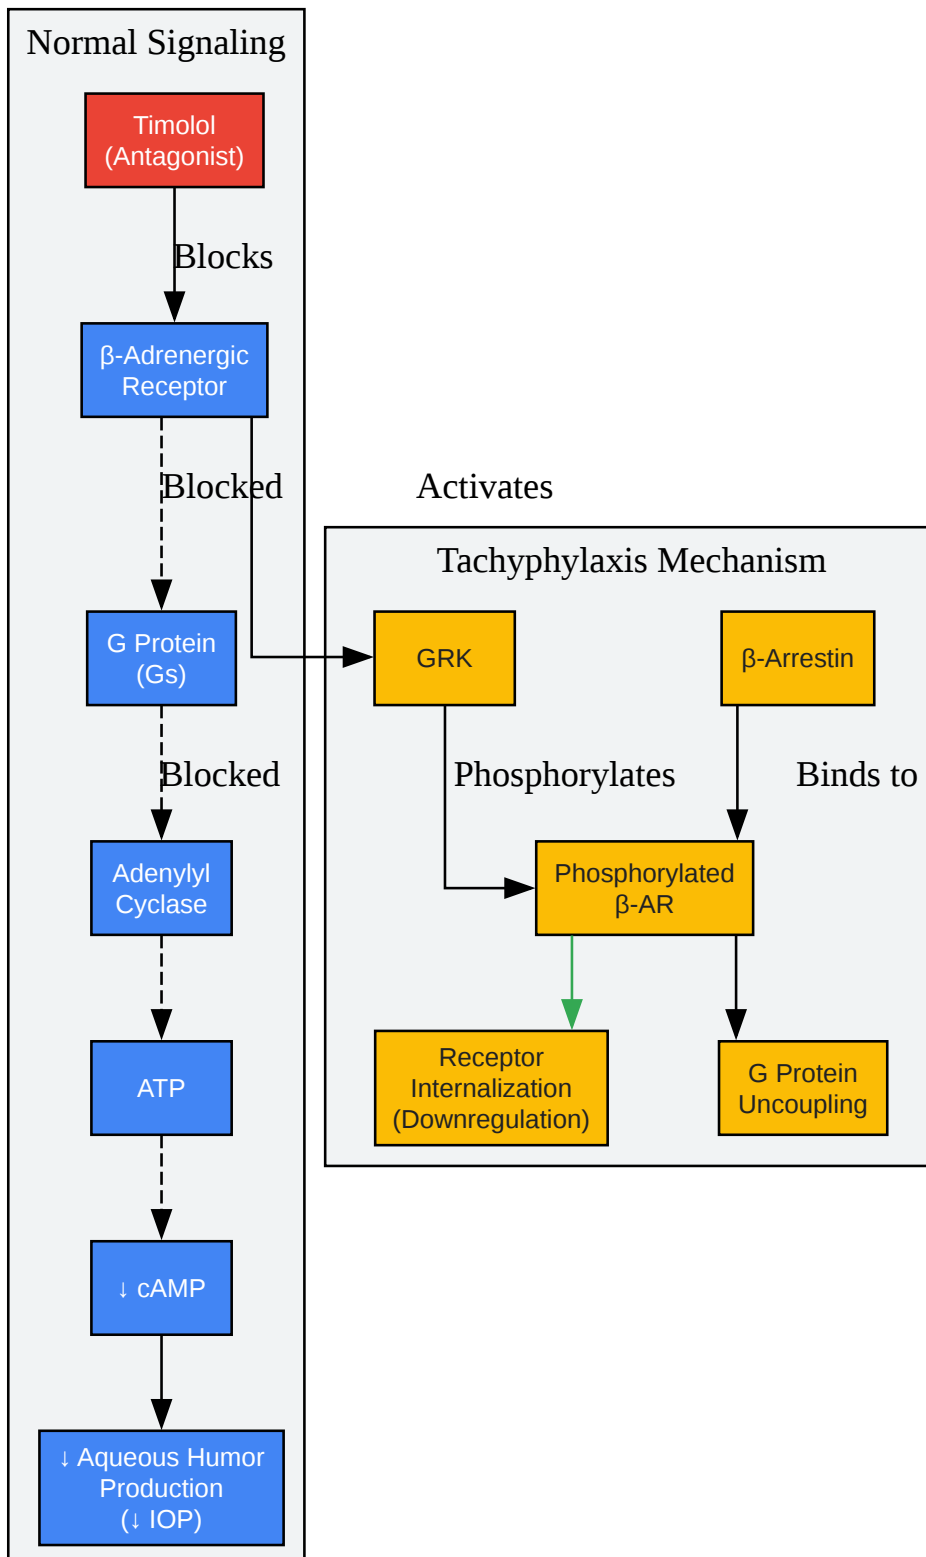 Normal Signaling
Timolol
(Antagonist)
Blocks
β-Adrenergic
Receptor
Blocked
Activates
Tachyphylaxis Mechanism
G Protein
(Gs)
GRK
β-Arrestin
Blocked
Phosphorylates
Binds to
Adenylyl
Cyclase
Phosphorylated
β-AR
ATP
Receptor
Internalization
(Downregulation)
G Protein
Uncoupling
↓ cAMP
↓ Aqueous Humor
Production
(↓ IOP)